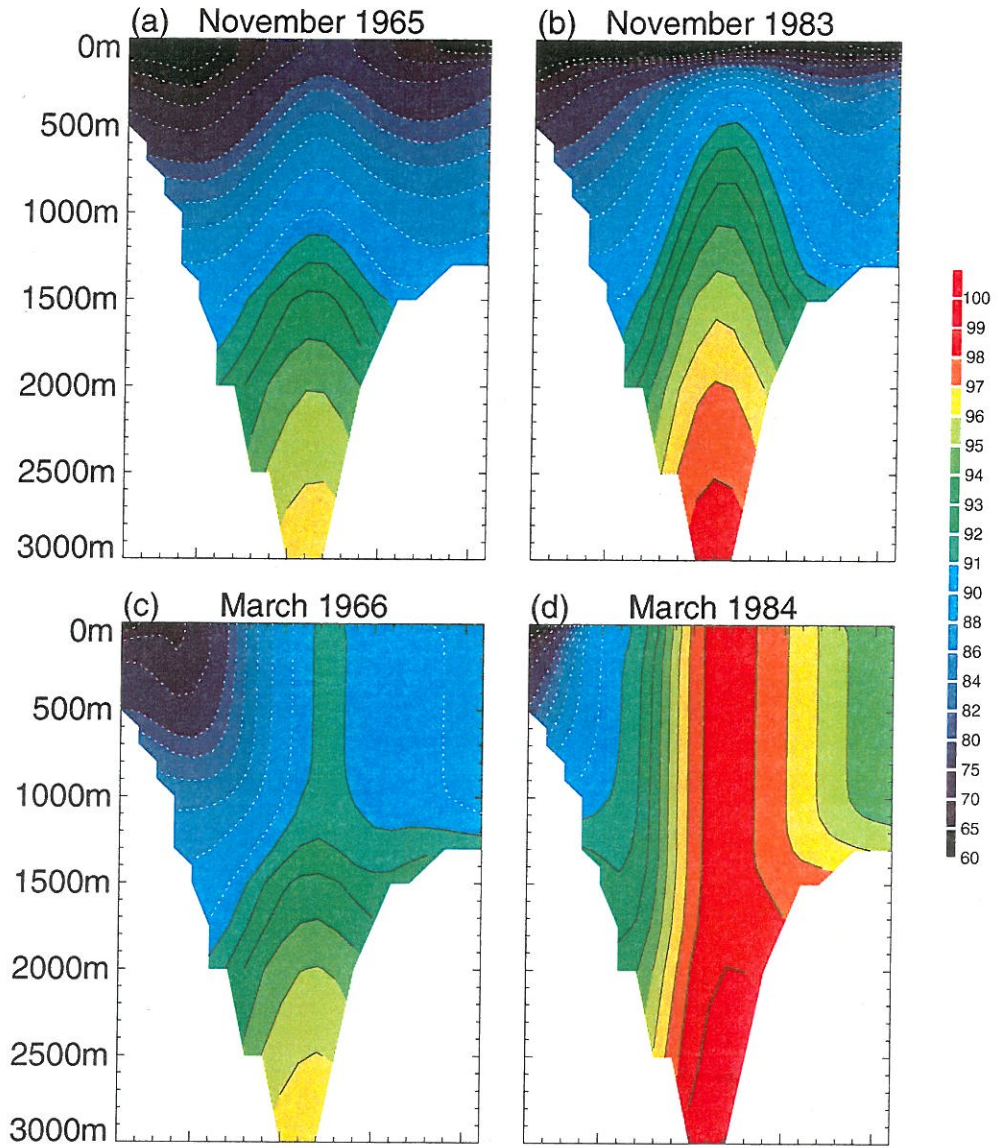 (a) November 1965
(b) November 1983
0m
500m
1000m
1500m
2000m
2500m
3000m
(c) March 1966
(d) March 1984
0m
500m
1000m
1500m
2000m
2500m
3000m
100
99
98
97
96
95
94
93
92
91
90
88
86
84
82
80
75
70
65
60